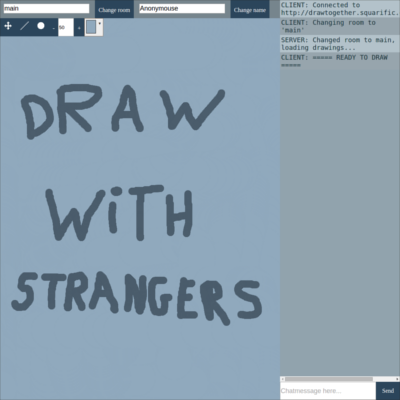 main Change room Anonymouse Change name
50
DRAW
WiTH
STRANGERS
CLIENT: Connected to
http://drawtogether.squarific.
CLIENT: Changing room to
'main'
SERVER: Changed room to main,
loading drawings...
CLIENT: ===== READY TO DRAW
=====
Chatmessage here... Send